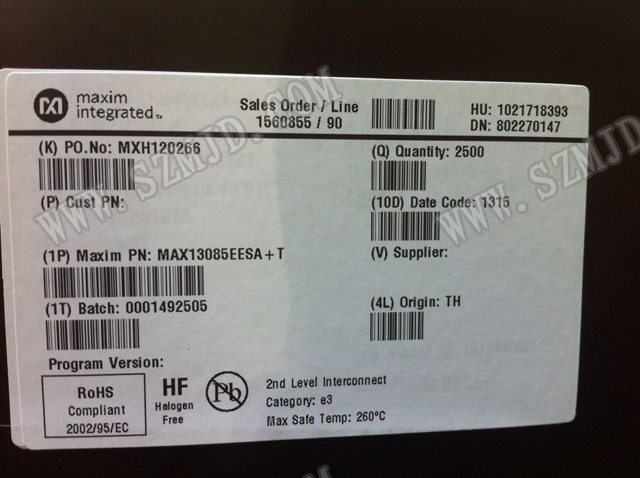 maxim
integrated™
Sales Order / Line
1560855 / 90
HU: 1021718393
DN: 802270147
(K) PO.No: MXH120266
(Q) Quantity: 2500
(P) Cust PN:
(10D) Date Code: 1315
(1P) Maxim PN: MAX13085EESA+T
(V) Supplier:
(1T) Batch: 0001492505
(4L) Origin: TH
Program Version:
RoHS
Compliant
2002/95/EC
HF
Halogen
Free
Pb
2nd Level Interconnect
Category: e3
Max Safe Temp: 260°C
WWW.SZMJD.COM
WWW.SZMJD